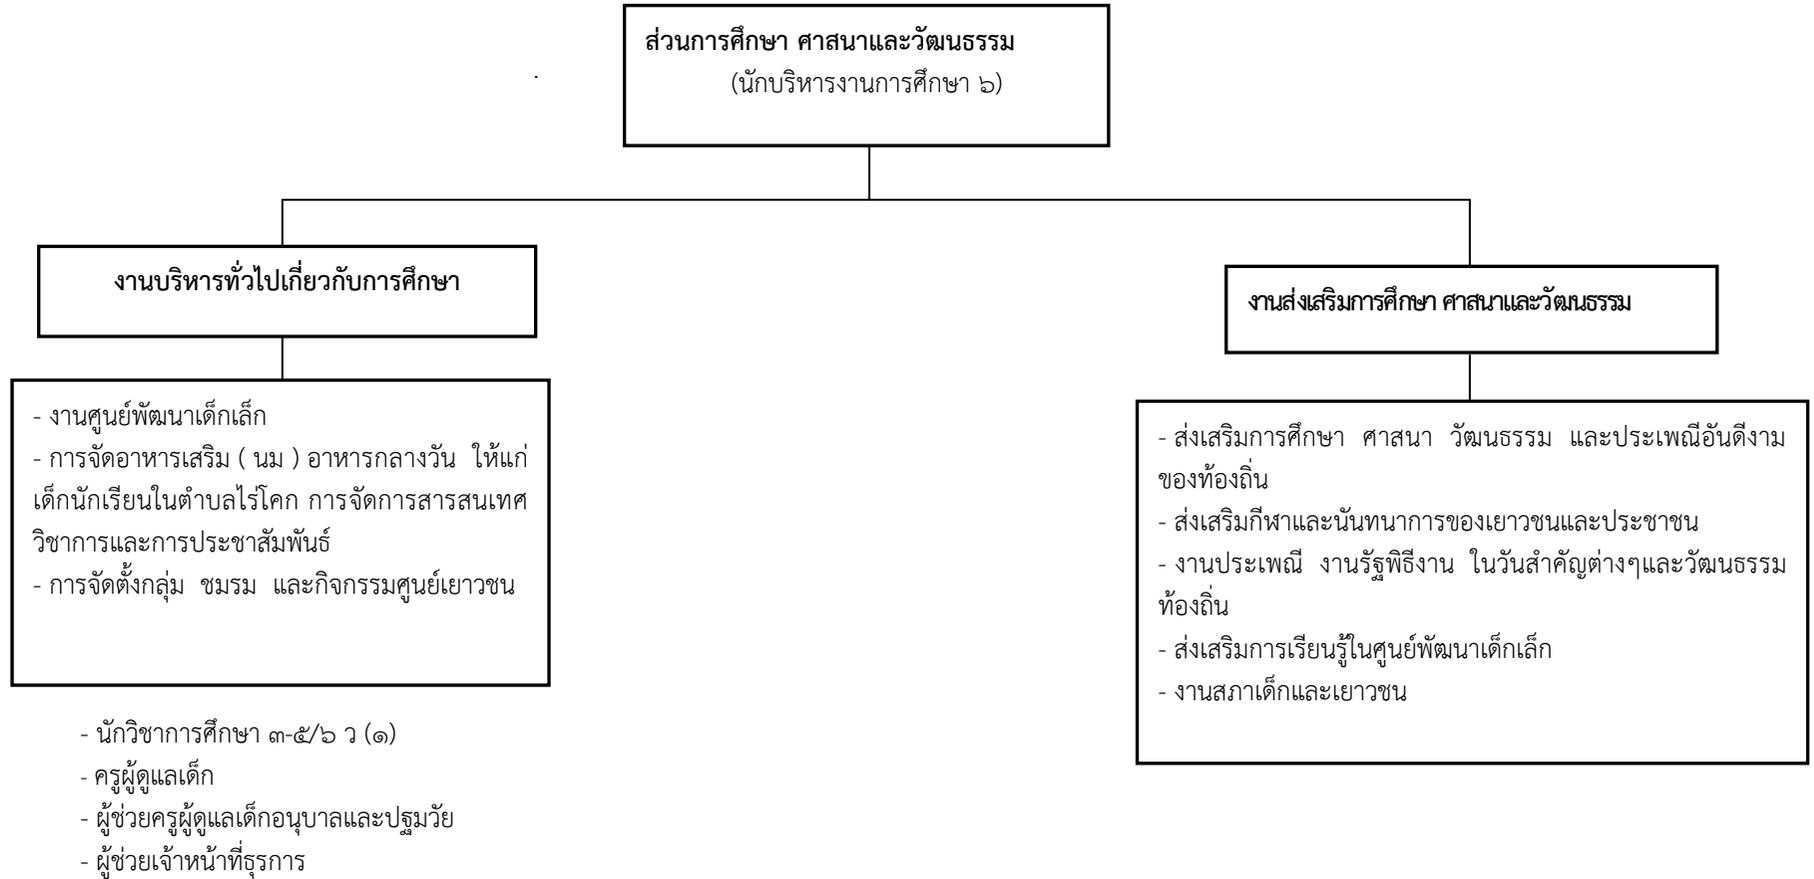 ส่วนการศึกษา ศาสนาและวัฒนธรรม
(นักบริหารงานการศึกษา ๖)
งานบริหารทั่วไปเกี่ยวกับการศึกษา
- งานศูนย์พัฒนาเด็กเล็ก
- การจัดอาหารเสริม ( นม ) อาหารกลางวัน ให้แก่
เด็กนักเรียนในตำบลไร่โคก การจัดการสารสนเทศ
วิชาการและการประชาสัมพันธ์
- การจัดตั้งกลุ่ม ชมรม และกิจกรรมศูนย์เยาวชน
- นักวิชาการศึกษา ๓-๕/๖ ว (๑)
- ครูผู้ดูแลเด็ก
- ผู้ช่วยครูผู้ดูแลเด็กอนุบาลและปฐมวัย
- ผู้ช่วยเจ้าหน้าที่ธุรการ
งานส่งเสริมการศึกษา ศาสนาและวัฒนธรรม
- ส่งเสริมการศึกษา ศาสนา วัฒนธรรม และประเพณีอันดีงาม
ของท้องถิ่น
- ส่งเสริมกีฬาและนันทนาการของเยาวชนและประชาชน
- งานประเพณี งานรัฐพิธีงาน ในวันสำคัญต่างๆและวัฒนธรรม
ท้องถิ่น
- ส่งเสริมการเรียนรู้ในศูนย์พัฒนาเด็กเล็ก
- งานสภาเด็กและเยาวชน